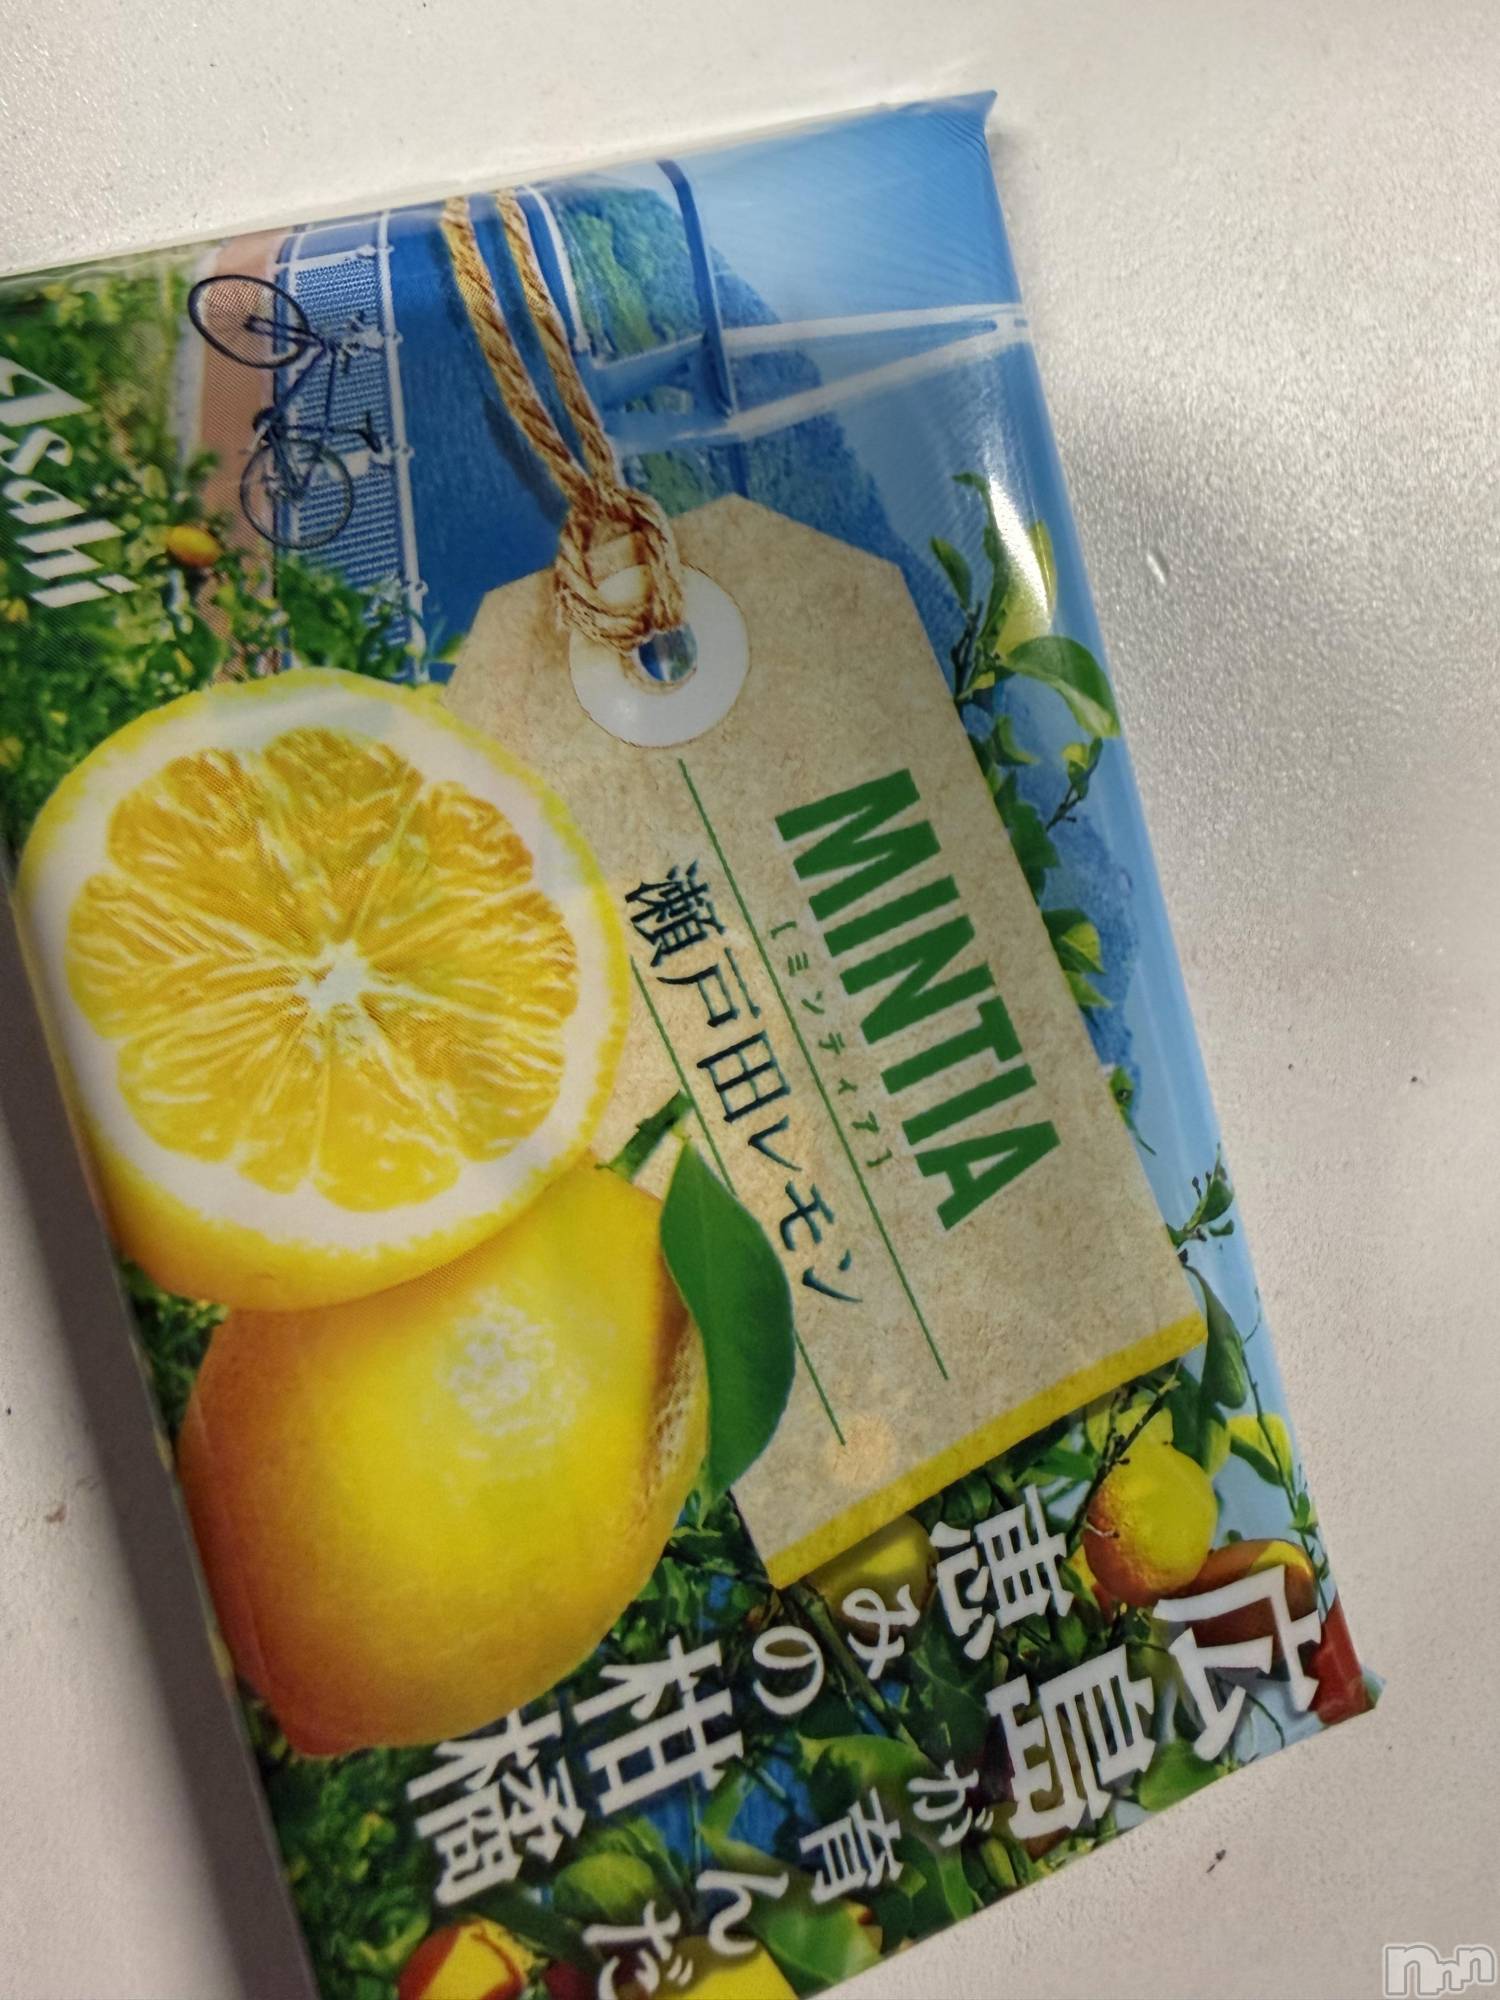 MINTIA
[ミンティア]
瀬戸田レモン
広島が育んだ
恵みの柑橘
Asahi
nnn